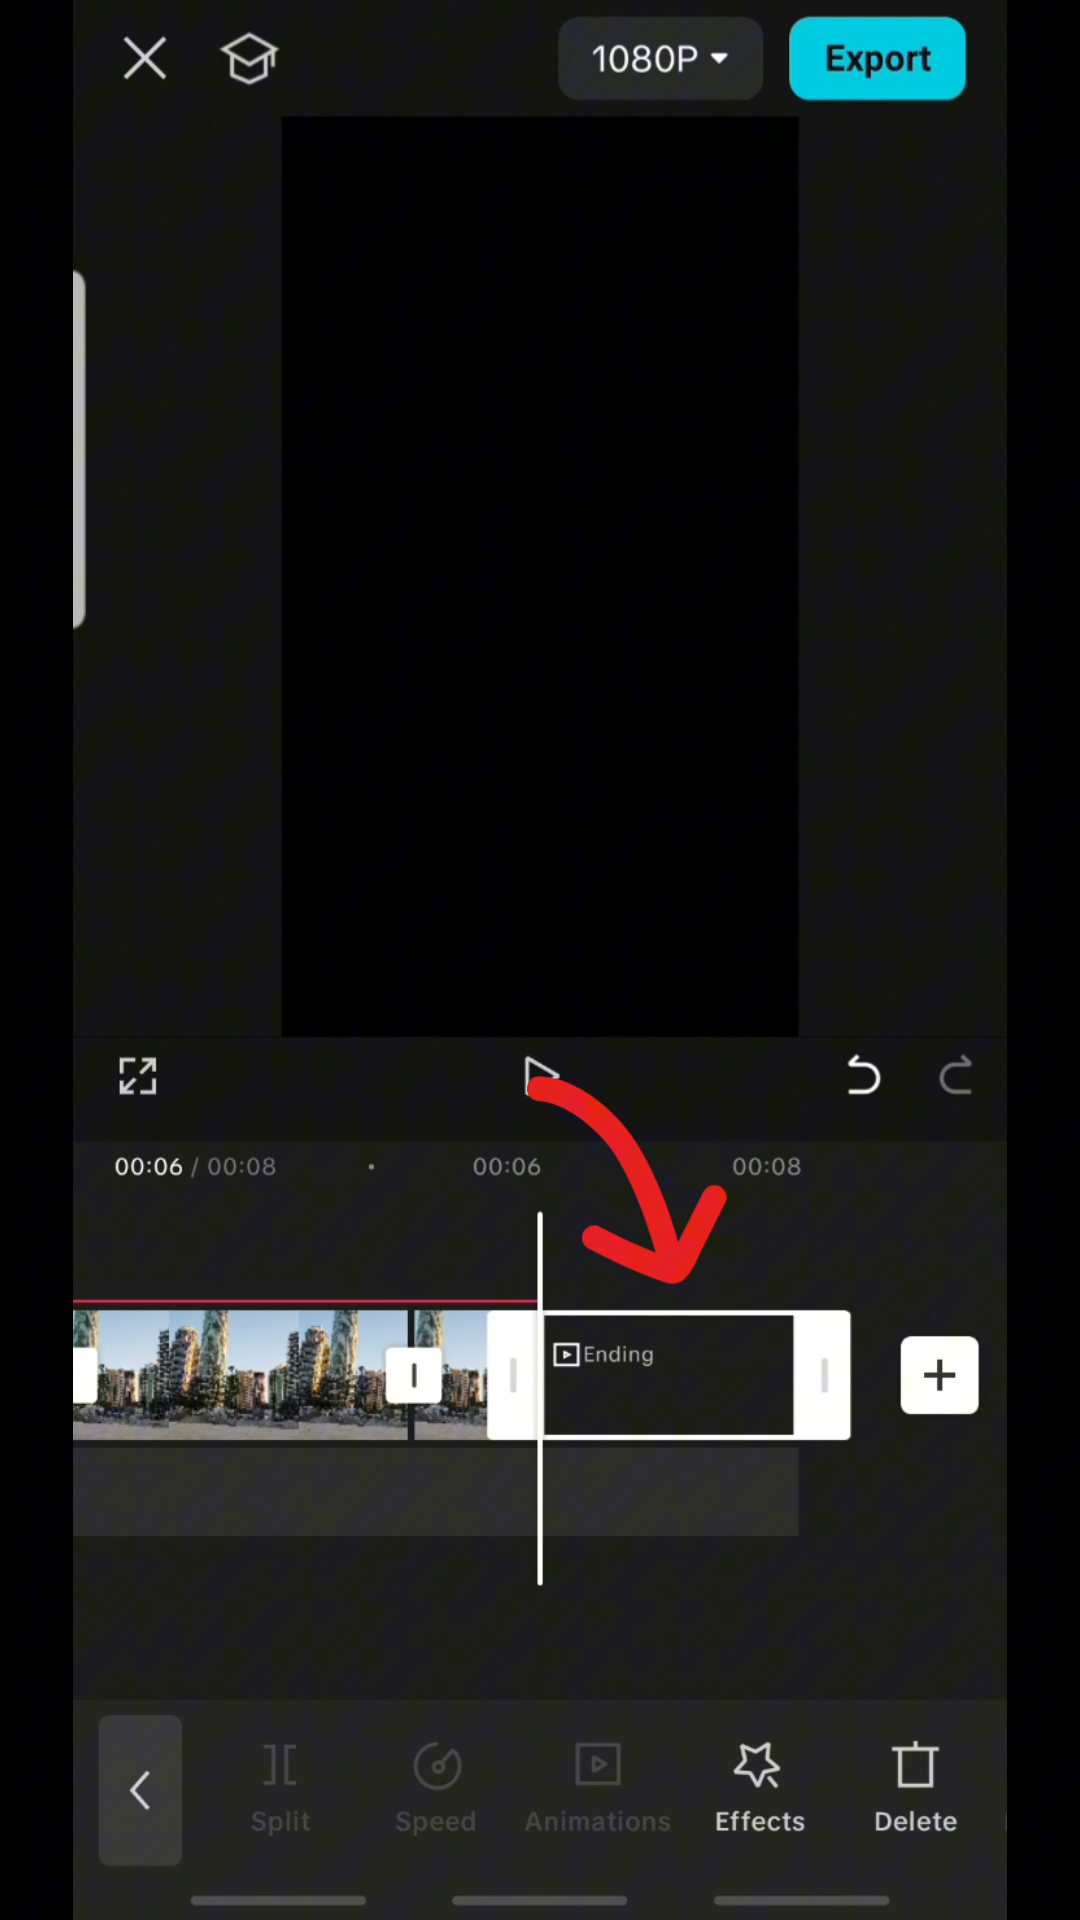 1080P
Export
00:06 / 00:08
00:06
00:08
Ending
Split
Speed
Animations
Effects
Delete